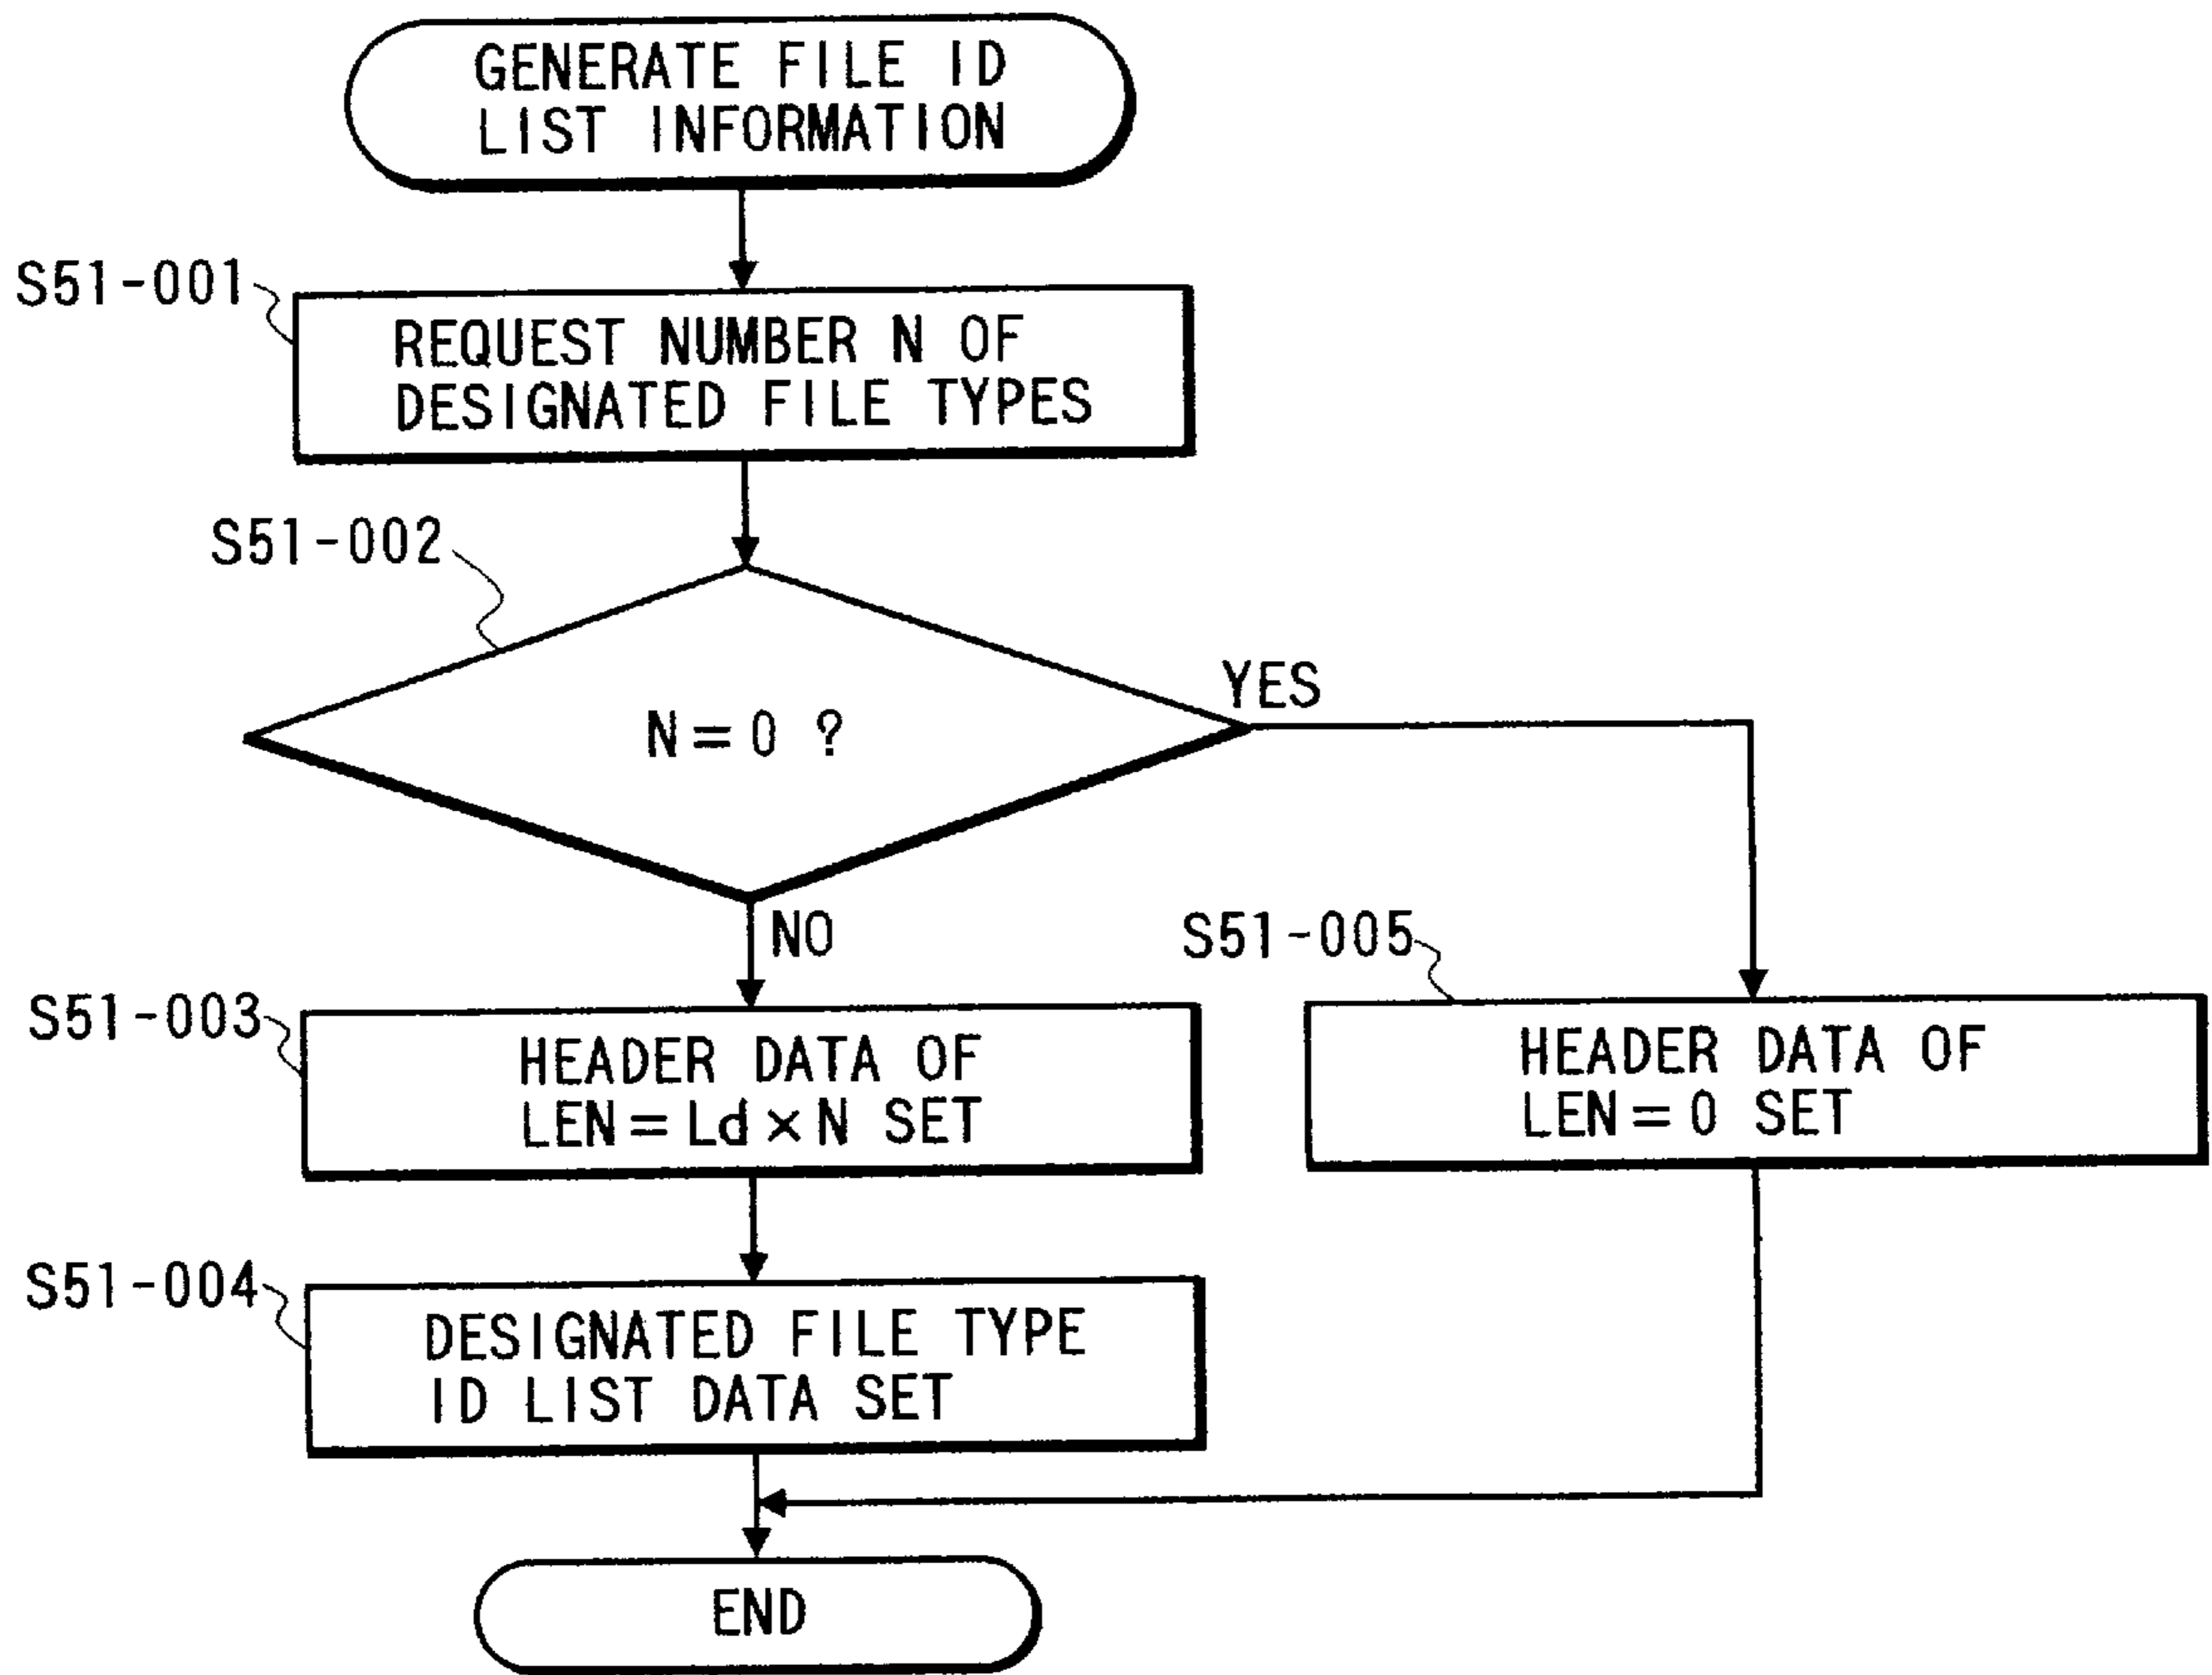 GENERATE FILE ID
LIST INFORMATION
S51-001
REQUEST NUMBER N OF
DESIGNATED FILE TYPES
S51-002
N=0 ?
YES
NO
S51-003
HEADER DATA OF
LEN=Ld×N SET
S51-005
HEADER DATA OF
LEN=0 SET
S51-004
DESIGNATED FILE TYPE
ID LIST DATA SET
END